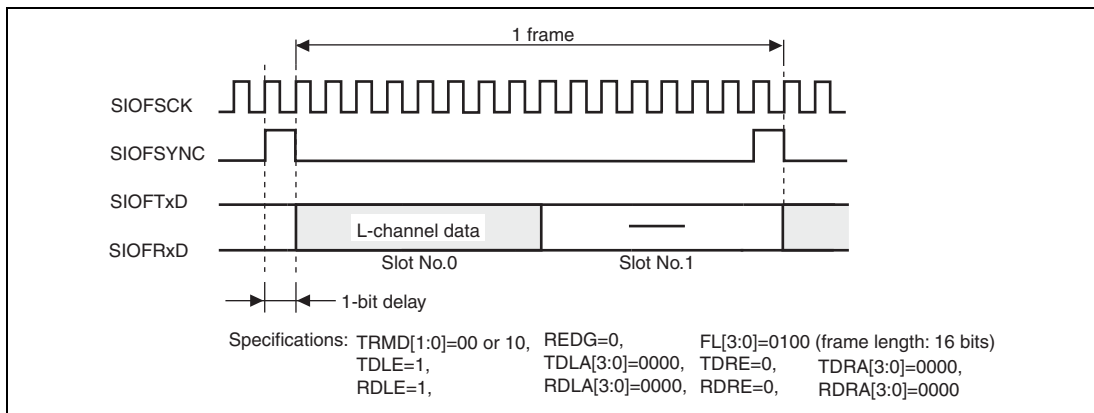 1 frame
SIOFSCK
SIOFSYNC
SIOFTxD
L-channel data
SIOFRxD
Slot No.0 Slot No.1
1-bit delay
Specifications: TRMD[1:0]=00 or 10, REDG=0, FL[3:0]=0100 (frame length: 16 bits)
TDLE=1, TDLA[3:0]=0000, TDRE=0, TDRA[3:0]=0000,
RDLE=1, RDLA[3:0]=0000, RDRE=0, RDRA[3:0]=0000